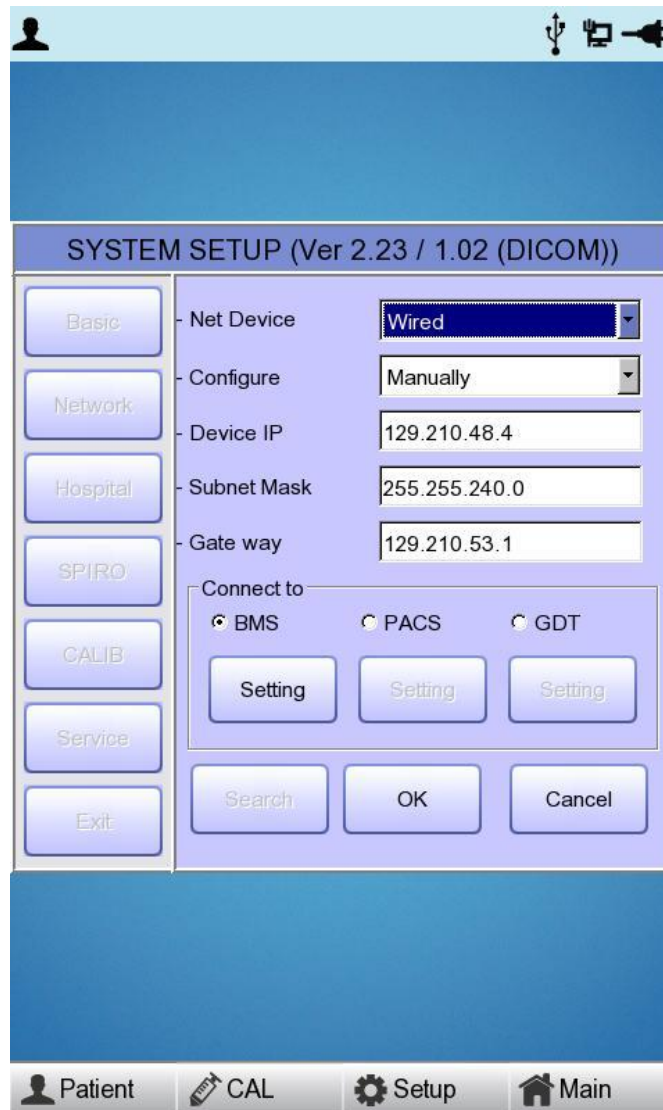 SYSTEM SETUP (Ver 2.23 / 1.02 (DICOM))
Basic
Network
Hospital
SPIRO
CALIB
Service
Exit
- Net Device Wired
- Configure Manually
- Device IP 129.210.48.4
- Subnet Mask 255.255.240.0
- Gate way 129.210.53.1
Connect to
BMS PACS GDT
Setting Setting Setting
Search OK Cancel
Patient CAL Setup Main